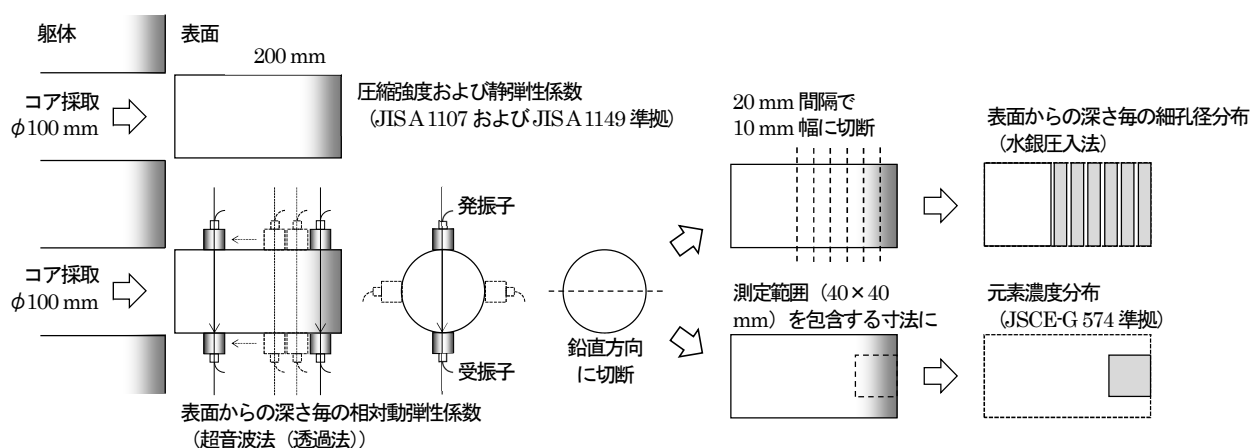 躯体
表面
200 mm
コア採取
φ100 mm
圧縮強度および静弾性係数
(JIS A 1107 および JIS A 1149 準拠)
コア採取
φ100 mm
発振子
受振子
表面からの深さ毎の相対動弾性係数
(超音波法(透過法))
鉛直方向
に切断
20 mm 間隔で
10 mm 幅に切断
表面からの深さ毎の細孔径分布
(水銀圧入法)
測定範囲(40×40
mm)を包含する寸法に
元素濃度分布
(JSCE-G 574 準拠)